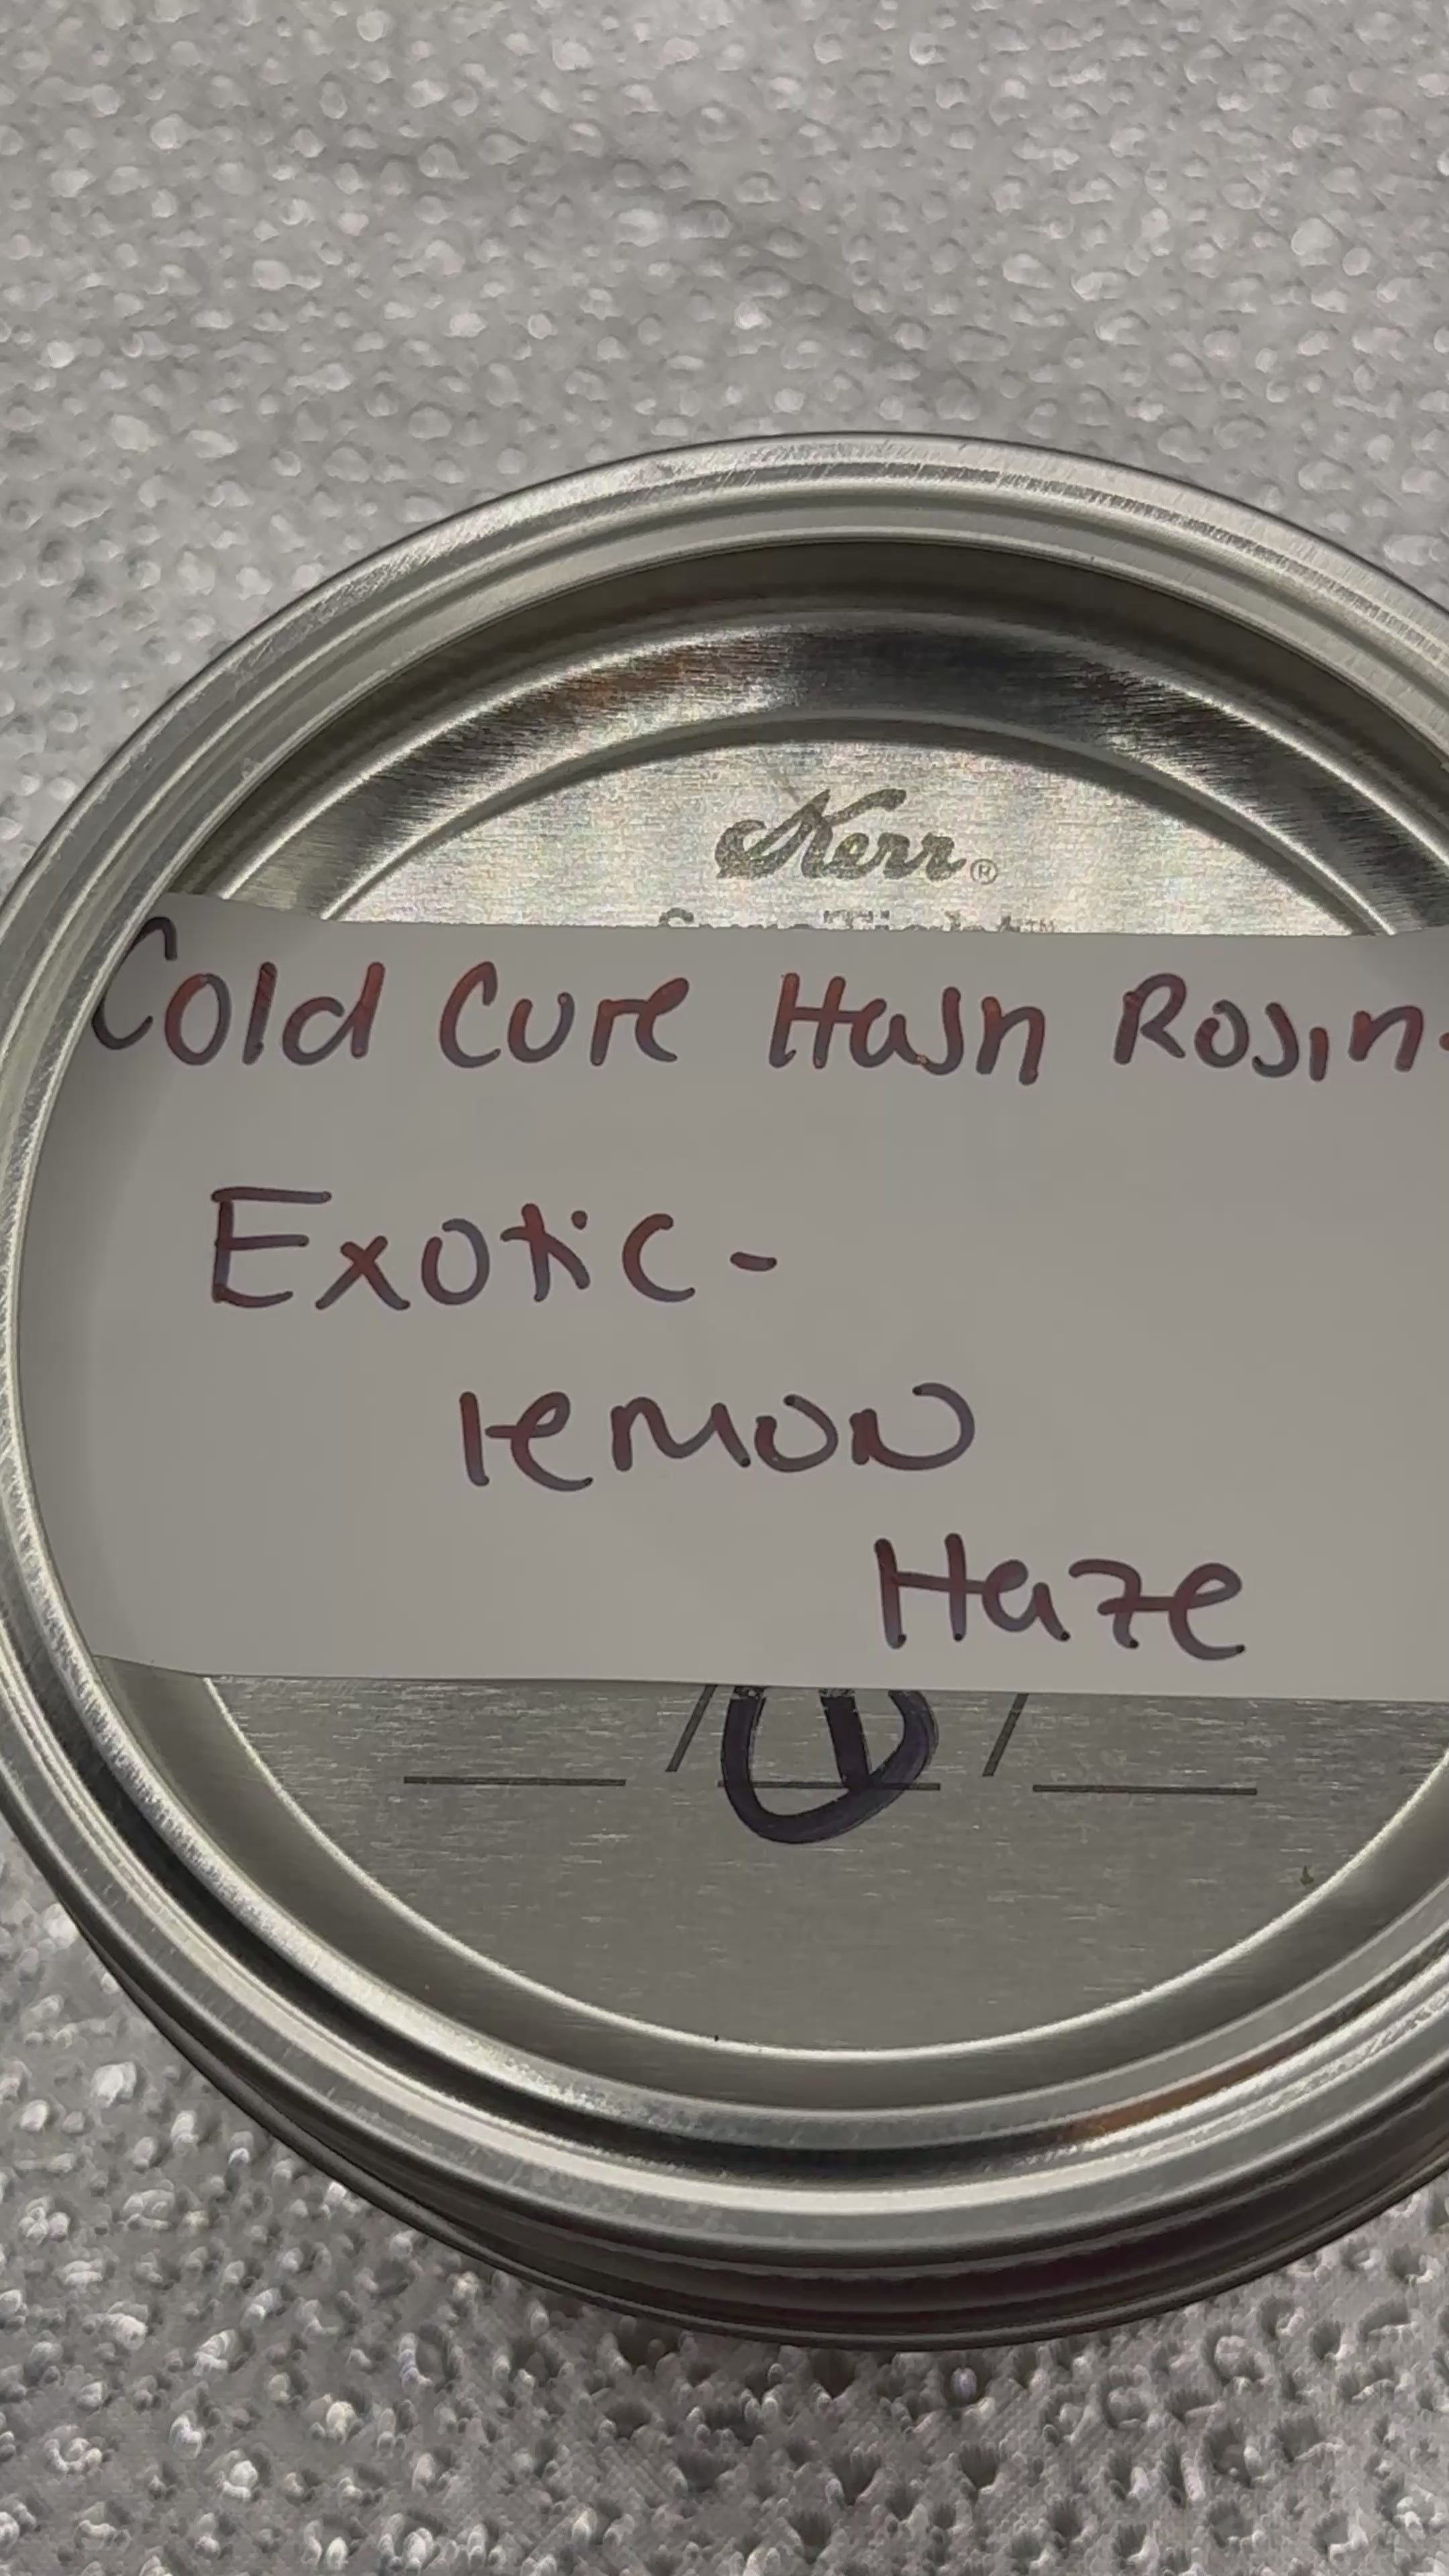 Kerr®
Cold Cure Hash Rosin-
Exotic-
lemon
Haze
/ /